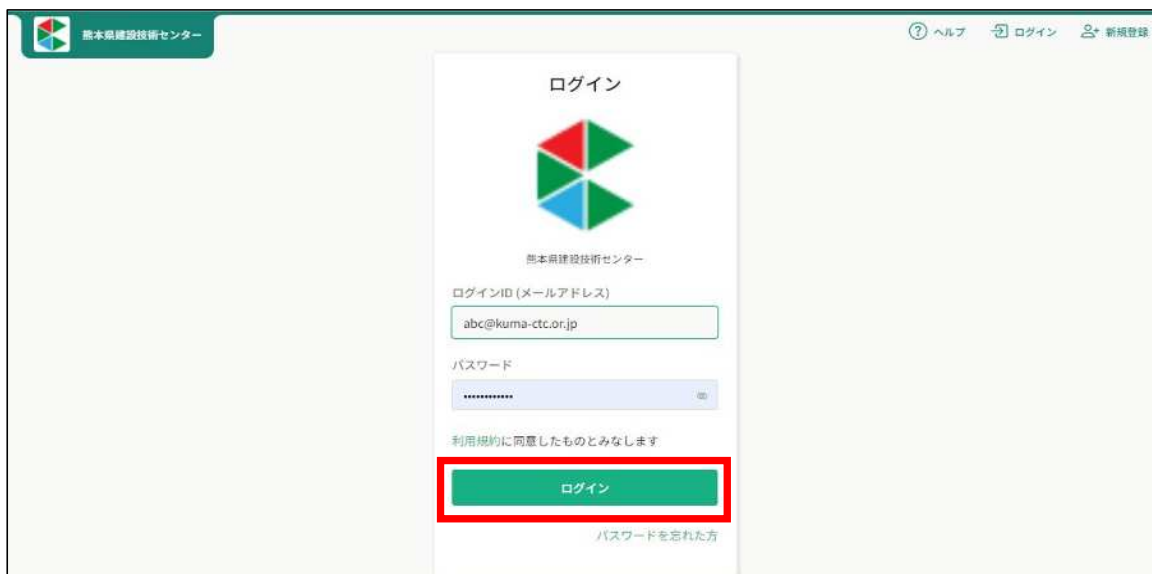 熊本県建設技術センター
ヘルプ
ログイン
新規登録
ログイン
熊本県建設技術センター
ログインID (メールアドレス)
abc@kuma-ctc.or.jp
パスワード
••••••••••••
利用規約に同意したものとみなします
ログイン
パスワードを忘れた方